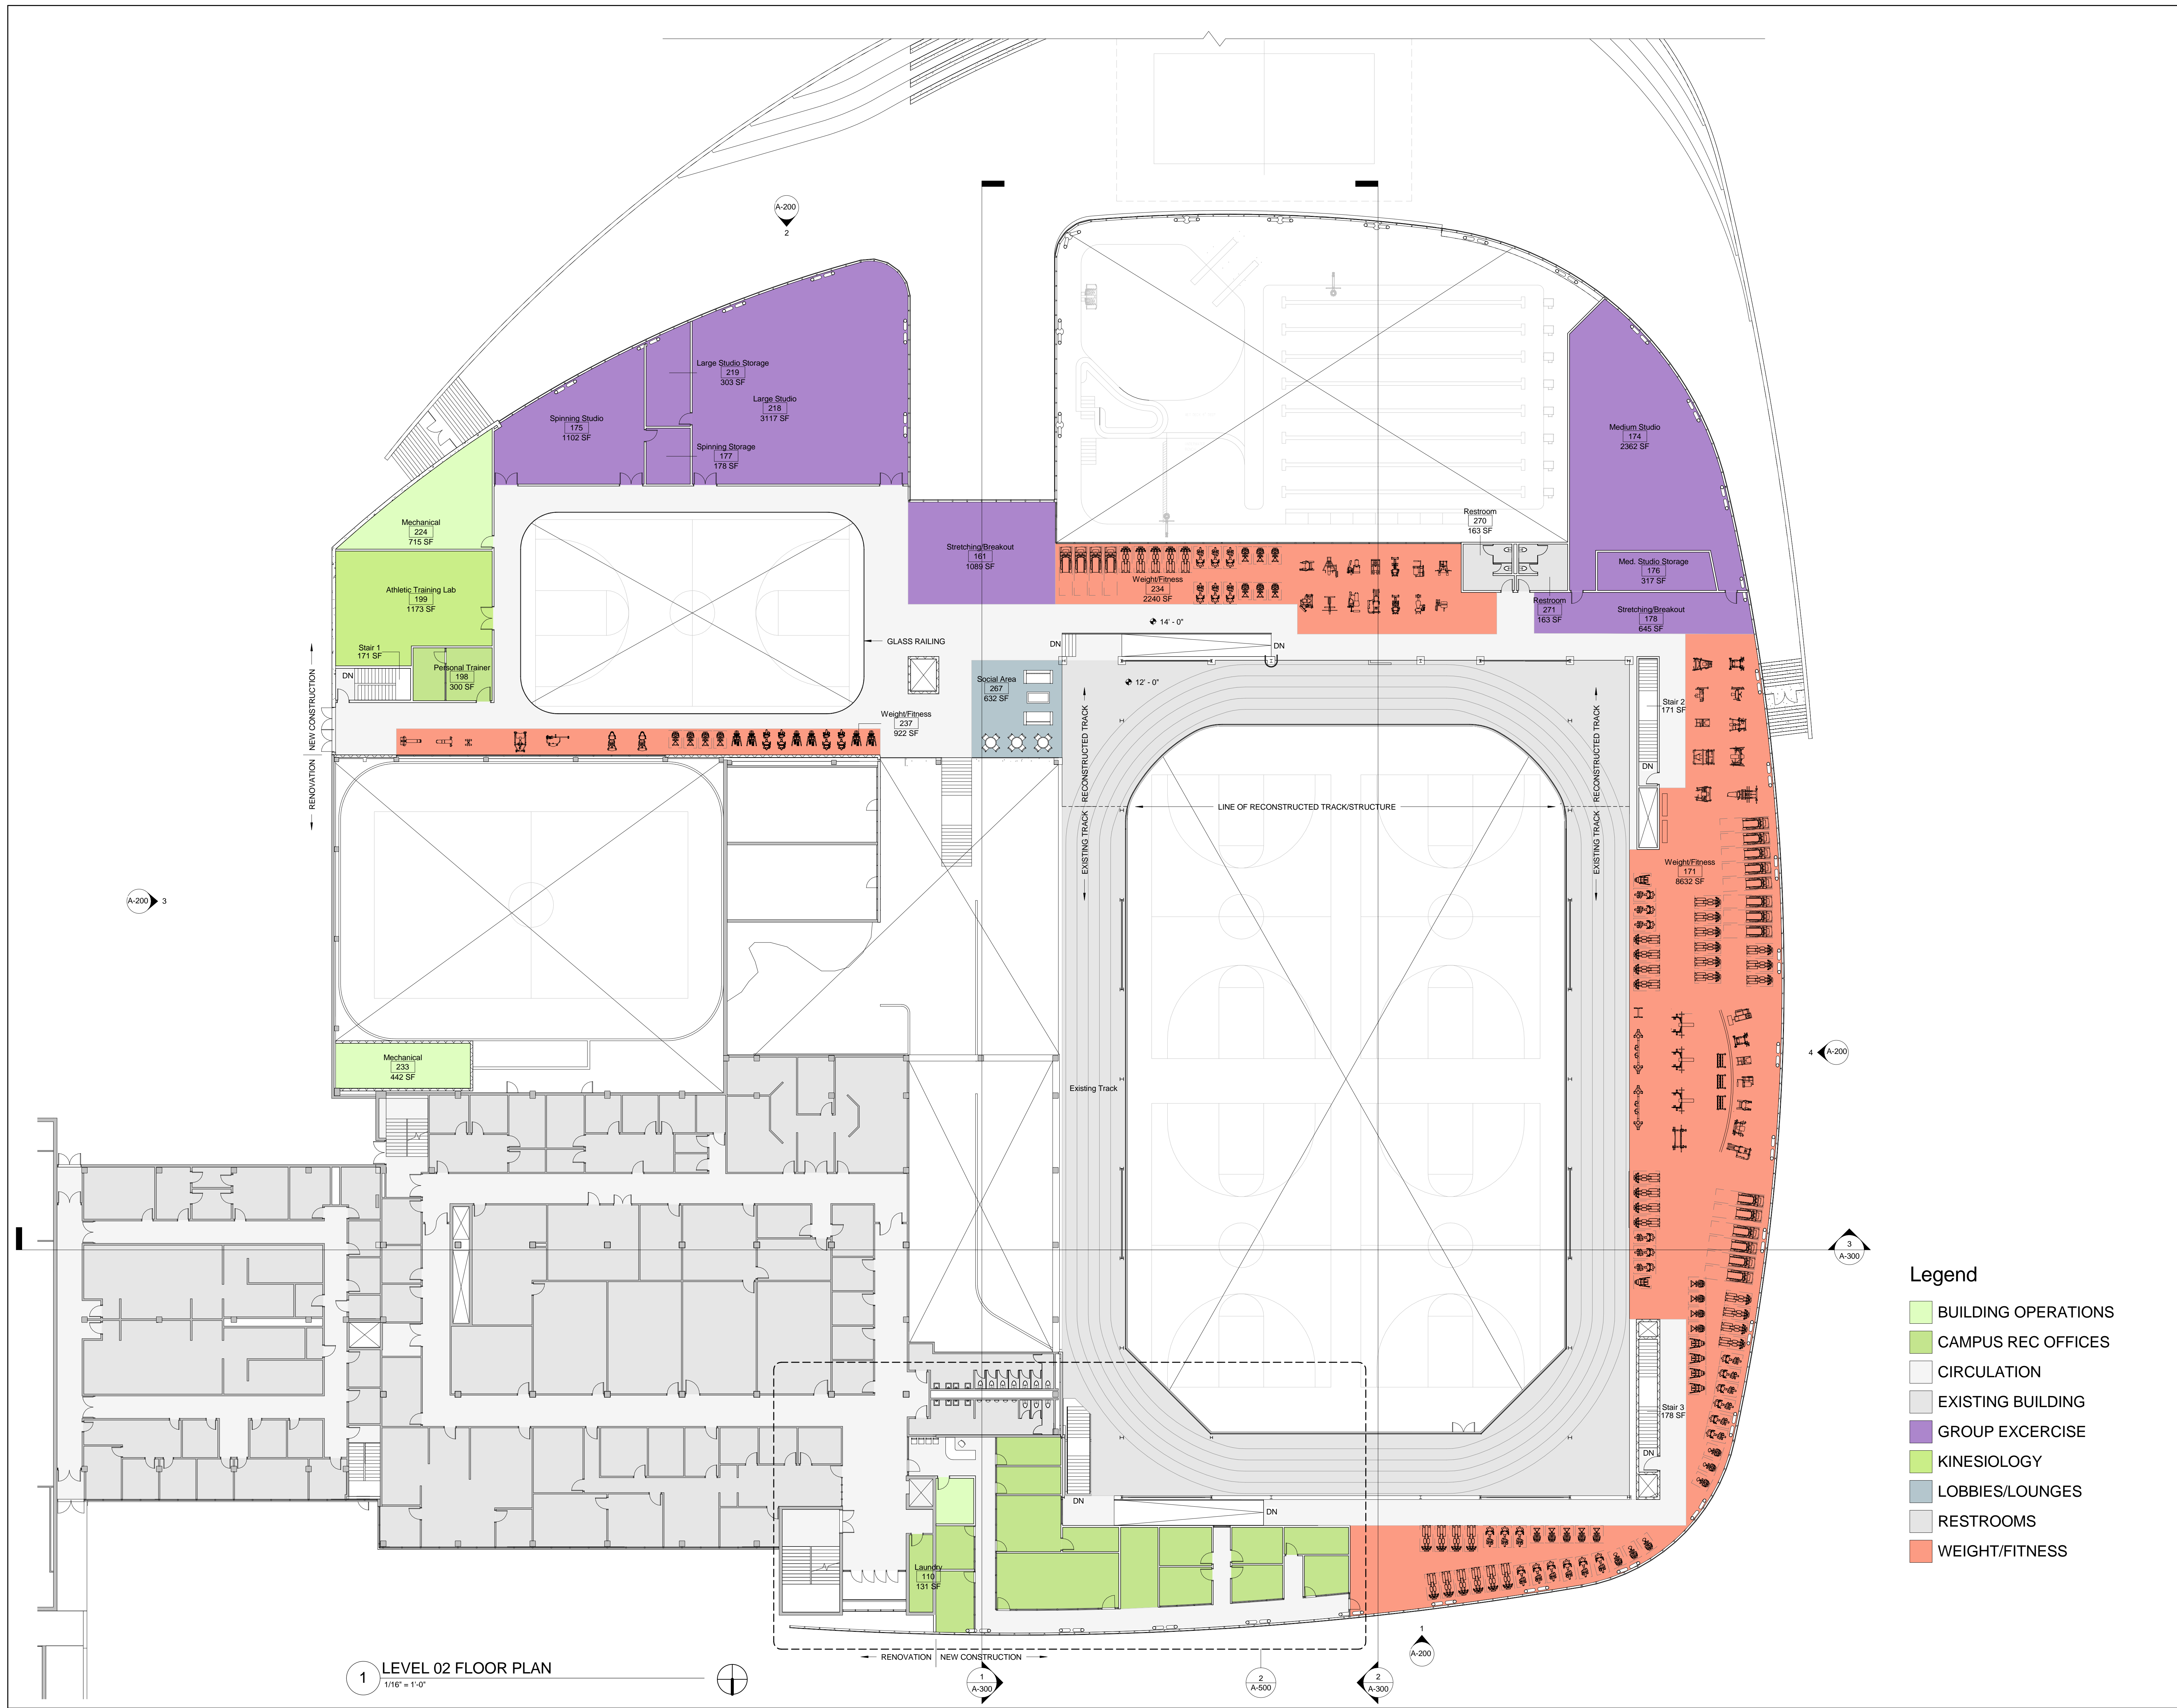 A-200
2
Large Studio Storage
219
303 SF
Large Studio
218
3117 SF
Spinning Studio
175
1102 SF
Spinning Storage
177
178 SF
Medium Studio
174
2362 SF
Mechanical
224
715 SF
Restroom
270
163 SF
Stretching/Breakout
161
1089 SF
Med. Studio Storage
176
317 SF
Weight/Fitness
234
2240 SF
Athletic Training Lab
199
1173 SF
Restroom
271
163 SF
Stretching/Breakout
178
645 SF
14' - 0"
GLASS RAILING
DN
DN
Stair 1
171 SF
DN
Personal Trainer
198
300 SF
Social Area
267
632 SF
12' - 0"
Stair 2
171 SF
DN
Weight/Fitness
237
922 SF
NEW CONSTRUCTION
RENOVATION
RECONSTRUCTED TRACK
EXISTING TRACK
RECONSTRUCTED TRACK
EXISTING TRACK
LINE OF RECONSTRUCTED TRACK/STRUCTURE
Weight/Fitness
171
8632 SF
A-200
3
Mechanical
233
442 SF
4
A-200
Existing Track
3
A-300
Legend
BUILDING OPERATIONS
CAMPUS REC OFFICES
CIRCULATION
EXISTING BUILDING
GROUP EXCERCISE
KINESIOLOGY
LOBBIES/LOUNGES
RESTROOMS
WEIGHT/FITNESS
Stair 3
178 SF
DN
DN
DN
Laundry
110
131 SF
1
A-200
RENOVATION
NEW CONSTRUCTION
1
LEVEL 02 FLOOR PLAN
1/16" = 1'-0"
1
A-300
2
A-500
2
A-300